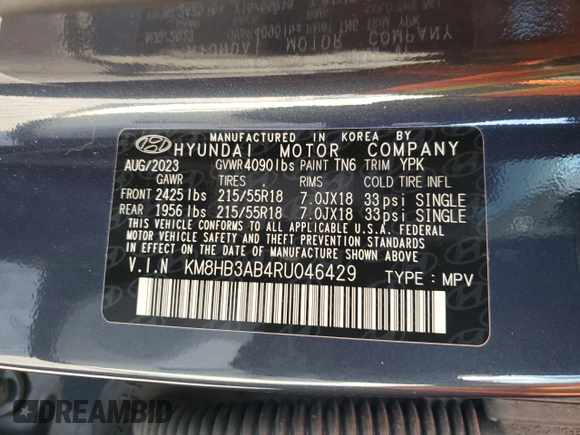 MANUFACTURED IN KOREA BY
HYUNDAI MOTOR COMPANY
AUG/2023 GVWR 4090lbs PAINT TN6 TRIM YPK
GAWR TIRES RIMS COLD TIRE INFL
FRONT 2425lbs 215/55R18 7.0JX18 33psi SINGLE
REAR 1956lbs 215/55R18 7.0JX18 33psi SINGLE
THIS VEHICLE CONFORMS TO ALL APPLICABLE U.S.A. FEDERAL
MOTOR VEHICLE SAFETY AND THEFT PREVENTION STANDARDS
IN EFFECT ON THE DATE OF MANUFACTURE SHOWN ABOVE.
V.I.N KM8HB3AB4RU046429 TYPE : MPV
DREAMBID